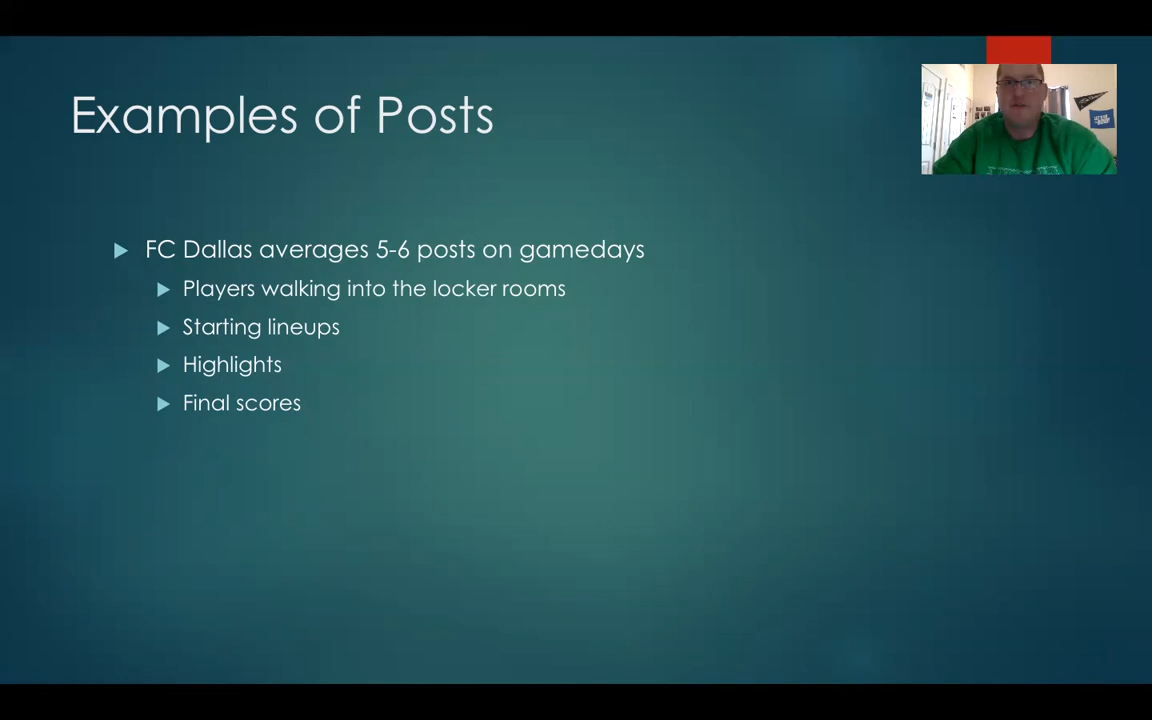 Examples of Posts
FC Dallas averages 5-6 posts on gamedays
Players walking into the locker rooms
Starting lineups
Highlights
Final scores